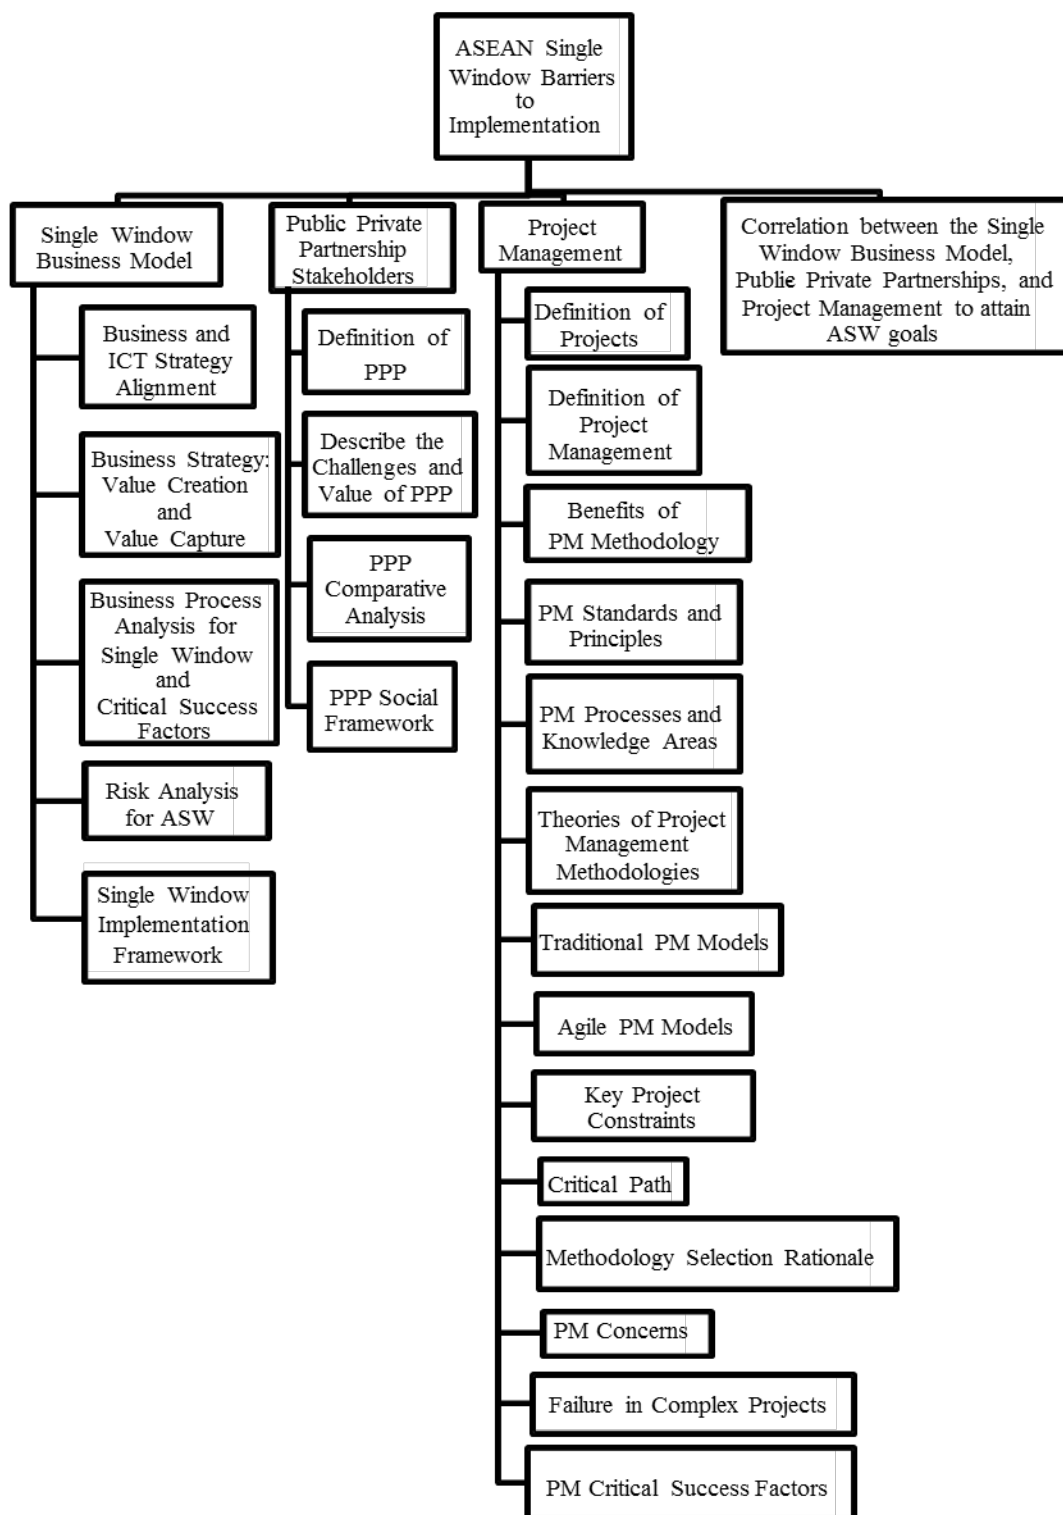 ASEAN Single
Window Barriers
to
Implementation
Single Window
Business Model
Business and
ICT Strategy
Alignment
Business Strategy:
Value Creation
and
Value Capture
Business Process
Analysis for
Single Window
and
Critical Success
Factors
Risk Analysis
for ASW
Single Window
Implementation
Framework
Public Private
Partnership
Stakeholders
Definition of
PPP
Describe the
Challenges and
Value of PPP
PPP
Comparative
Analysis
PPP Social
Framework
Project
Management
Definition of
Projects
Definition of
Project
Management
Benefits of
PM Methodology
PM Standards and
Principles
PM Processes and
Knowledge Areas
Theories of Project
Management
Methodologies
Traditional PM Models
Agile PM Models
Key Project
Constraints
Critical Path
Methodology Selection Rationale
PM Concerns
Failure in Complex Projects
PM Critical Success Factors
Correlation between the Single
Window Business Model,
Public Private Partnerships, and
Project Management to attain
ASW goals